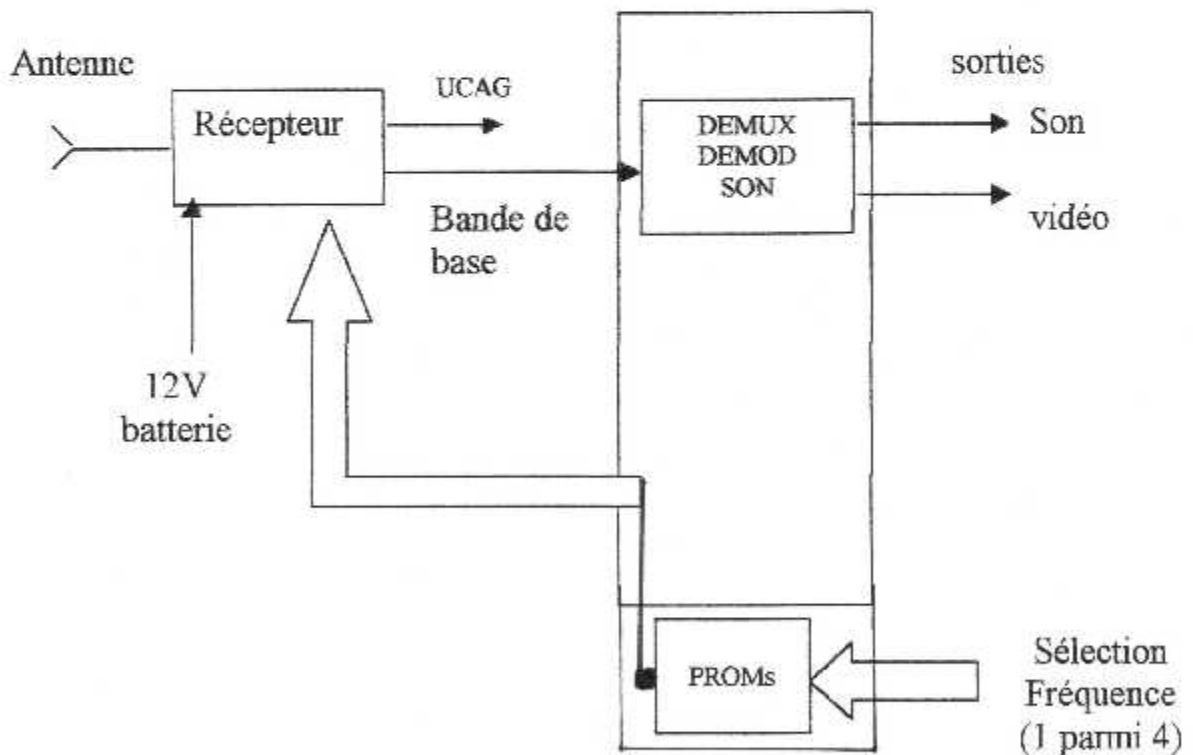 Antenne
Récepteur
UCAG
Bande de
base
12V
batterie
DEMUX
DEMOD
SON
sorties
Son
vidéo
PROMs
Sélection
Fréquence
(1 parmi 4)